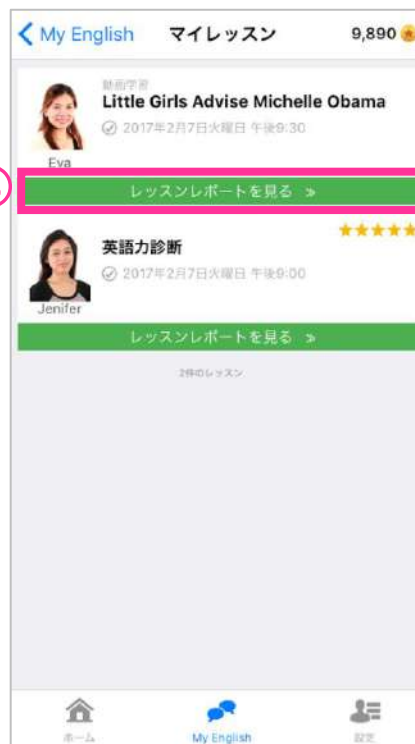 My English マイレッスン 9,890
動画学習
Little Girls Advise Michelle Obama
2017年2月7日火曜日 午後9:30
Eva
レッスンレポートを見る »
英語力診断
2017年2月7日火曜日 午後9:00
Jenifer
レッスンレポートを見る »
2件のレッスン
ホーム My English 設定